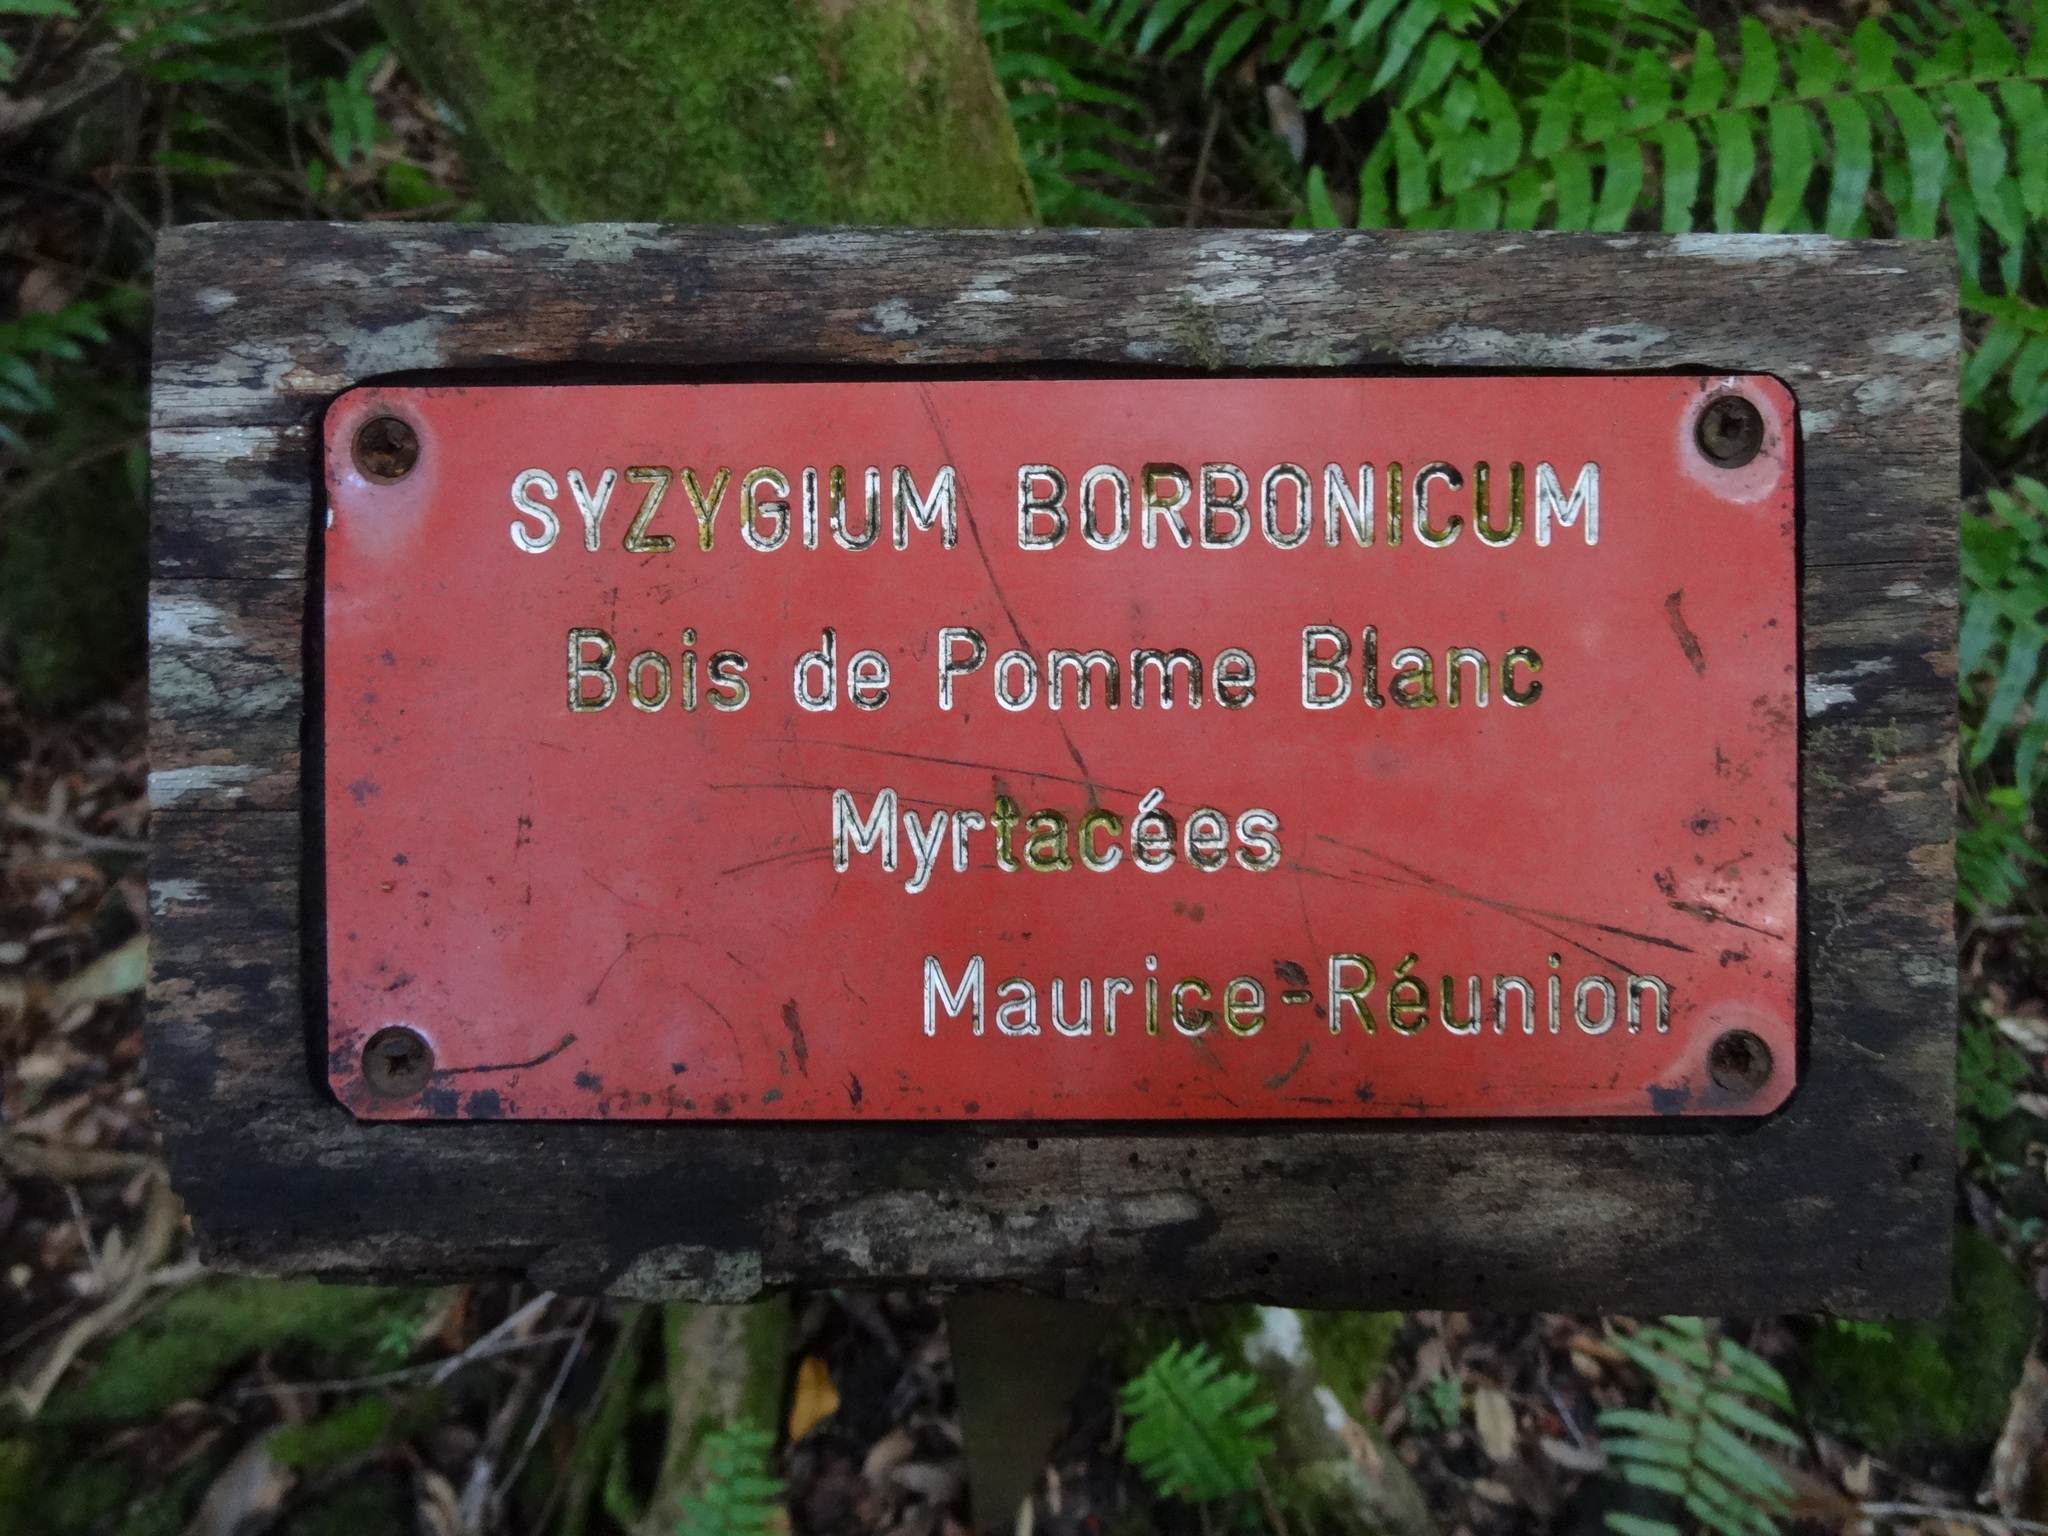 SYZYGIUM BORBONICUM
Bois de Pomme Blanc
Myrtacées
Maurice-Réunion